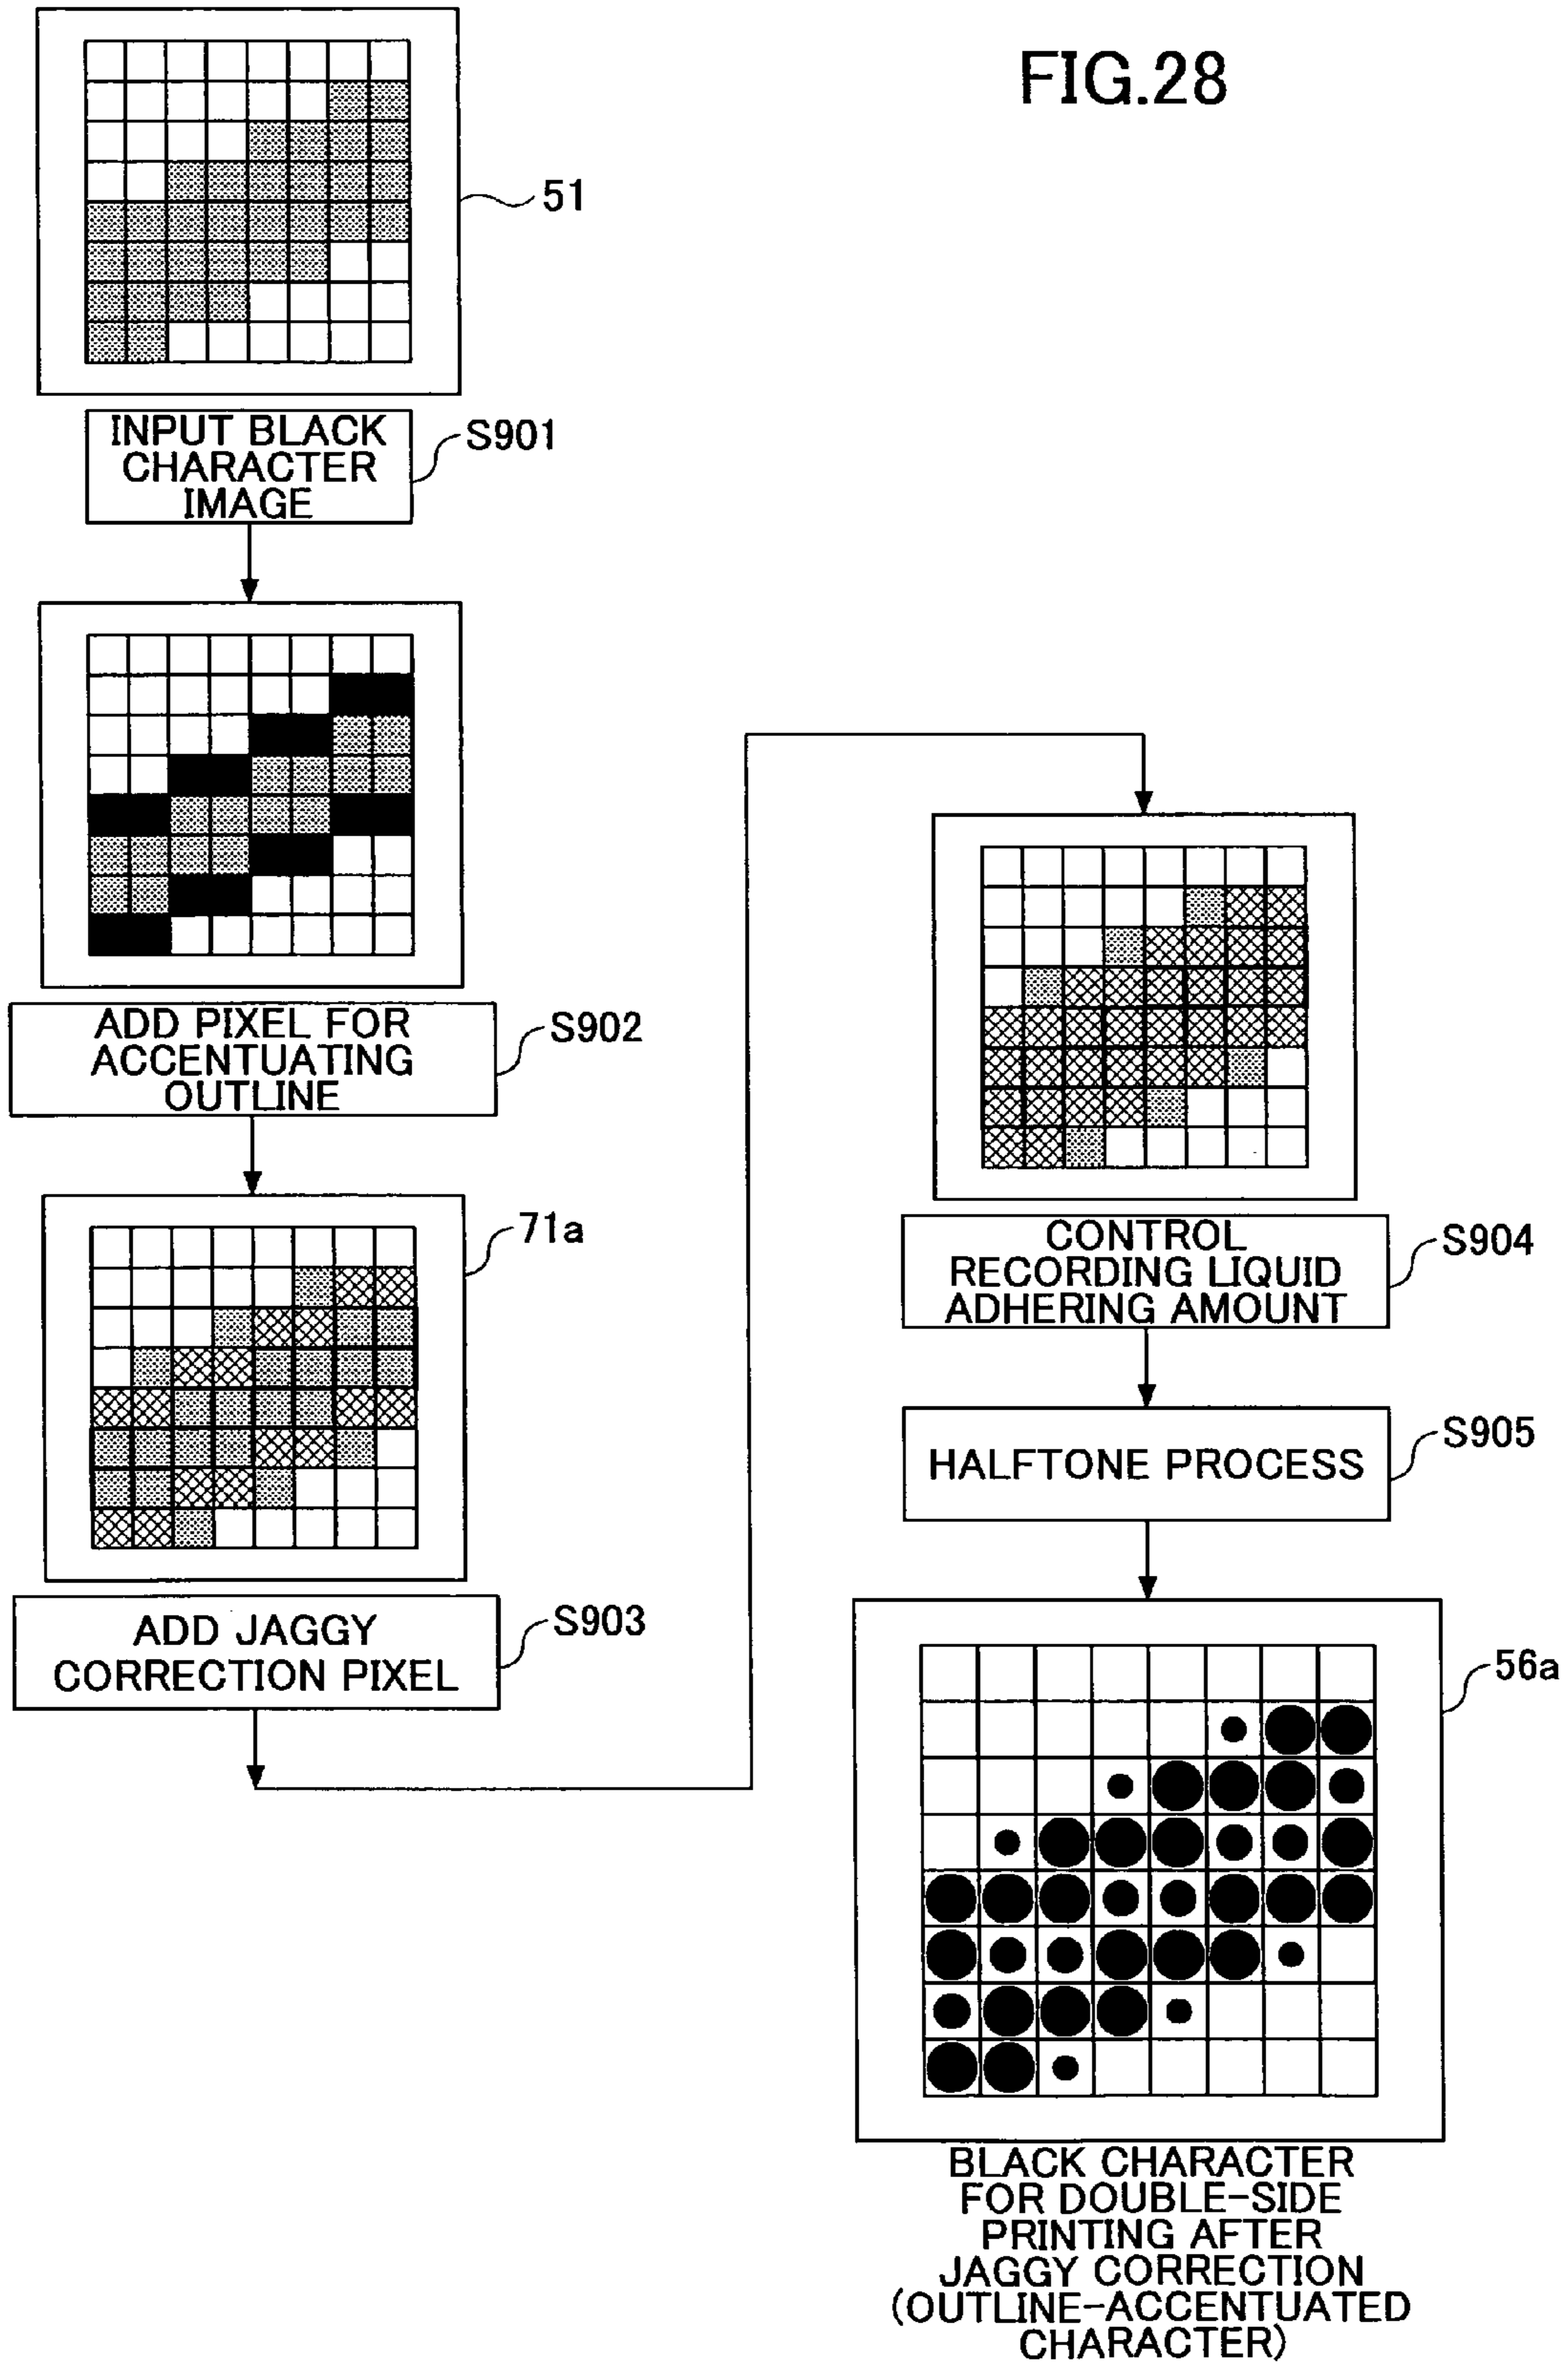 FIG.28
51
INPUT BLACK
CHARACTER
IMAGE
S901
ADD PIXEL FOR
ACCENTUATING
OUTLINE
S902
71a
ADD JAGGY
CORRECTION PIXEL
S903
CONTROL
RECORDING LIQUID
ADHERING AMOUNT
S904
HALFTONE PROCESS
S905
56a
BLACK CHARACTER
FOR DOUBLE-SIDE
PRINTING AFTER
JAGGY CORRECTION
(OUTLINE-ACCENTUATED
CHARACTER)